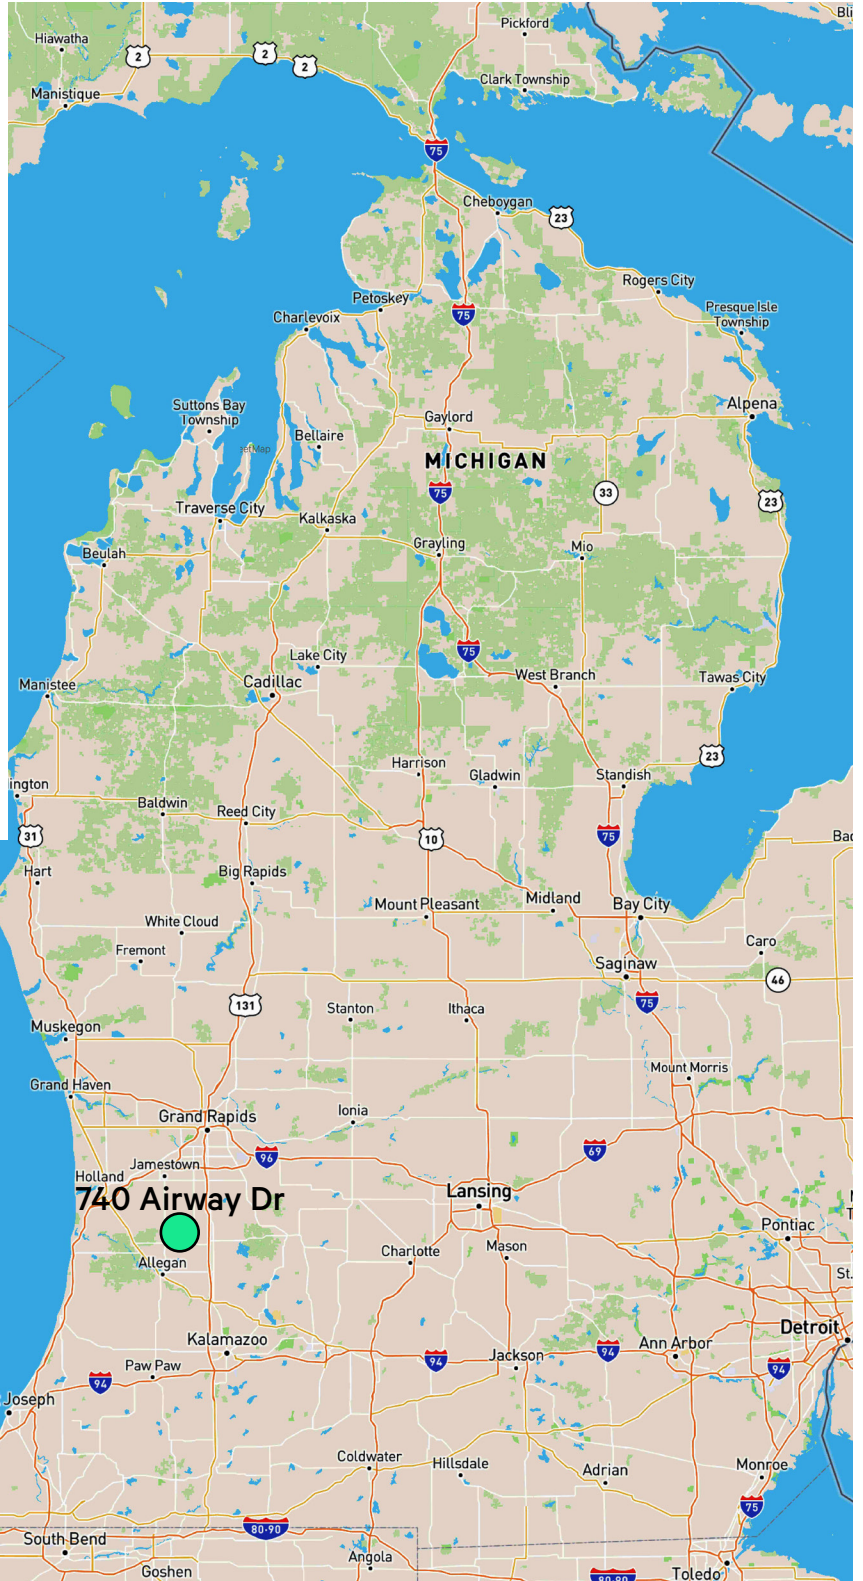 Pickford
Hiawatha
2
2
2
Clark Township
Manistique
75
Cheboygan
23
Rogers City
Petoskey
Presque Isle
Township
Charlevoix
75
Suttons Bay
Township
Alpena
Gaylord
Bellaire
MICHIGAN
75
33
23
Traverse City
Kalkaska
Grayling
Mio
Beulah
75
Lake City
West Branch
Tawas City
Manistee
Cadillac
23
Harrison
Gladwin
Standish
ington
Baldwin
Reed City
31
10
75
Hart
Big Rapids
Mount Pleasant
Midland
Bay City
White Cloud
Fremont
Caro
Saginaw
46
131
75
Stanton
Ithaca
Muskegon
Mount Morris
Grand Haven
Grand Rapids
Ionia
69
96
Jamestown
Holland
740 Airway Dr
Lansing
Pontiac
Charlotte
Mason
Allegan
St.
Detroit
Kalamazoo
Ann Arbor
94
Jackson
94
94
Paw Paw
94
Joseph
Coldwater
Hillsdale
Adrian
Monroe
75
80-90
South Bend
Angola
Goshen
Toledo
80-90